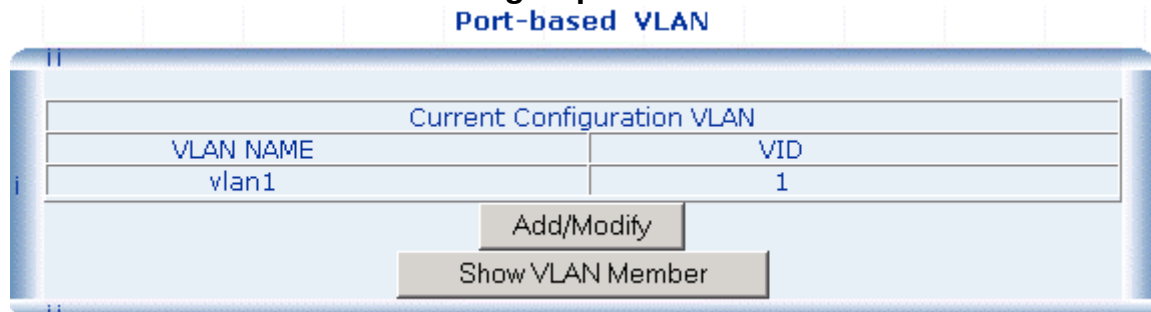 Port-based VLAN
Current Configuration VLAN
VLAN NAME VID
vlan1 1
Add/Modify
Show VLAN Member